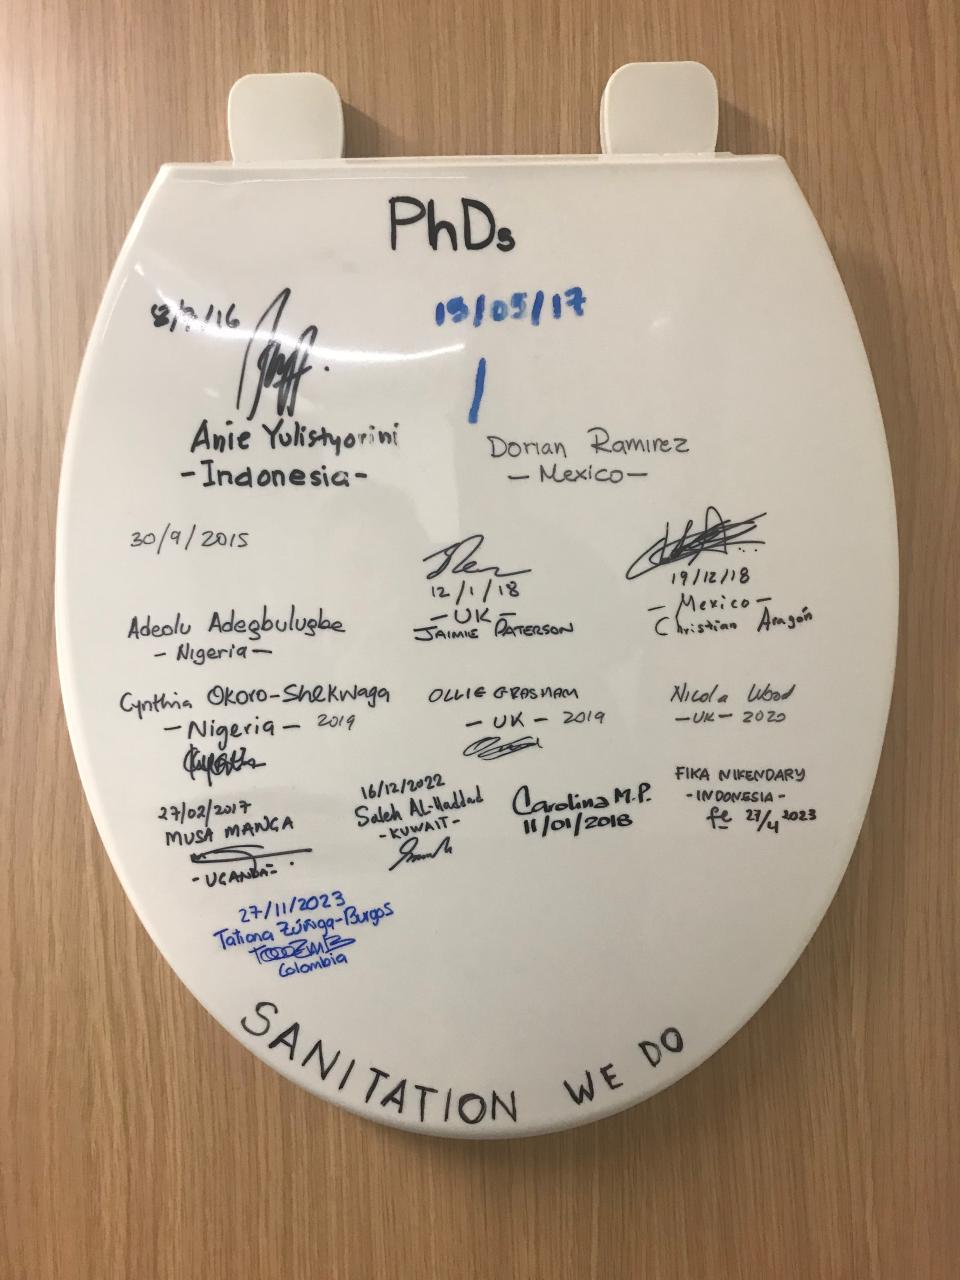 PhDs
8/7/16
19/05/17
Anie Yulistyorini
-Indonesia-
Dorian Ramirez
- Mexico -
30/9/2015
Adeolu Adegbulugbe
- Nigeria -
12/1/18
- UK -
JAIMIE PATERSON
19/12/18
- Mexico -
Christian Aragón
Cynthia Okoro-Shekwaga
- Nigeria - 2019
OLLIE GRASHAM
- UK - 2019
Nicola Wood
-UK- 2020
27/02/2017
MUSA MANGA
- UGANDA-
16/12/2022
Saleh AL-Haddad
-KUWAIT-
Carolina M.P.
11/01/2018
FIKA NIKENDARY
-INDONESIA-
27/4 2023
27/11/2023
Tatiana Zúñiga-Burgos
Colombia
SANITATION WE DO